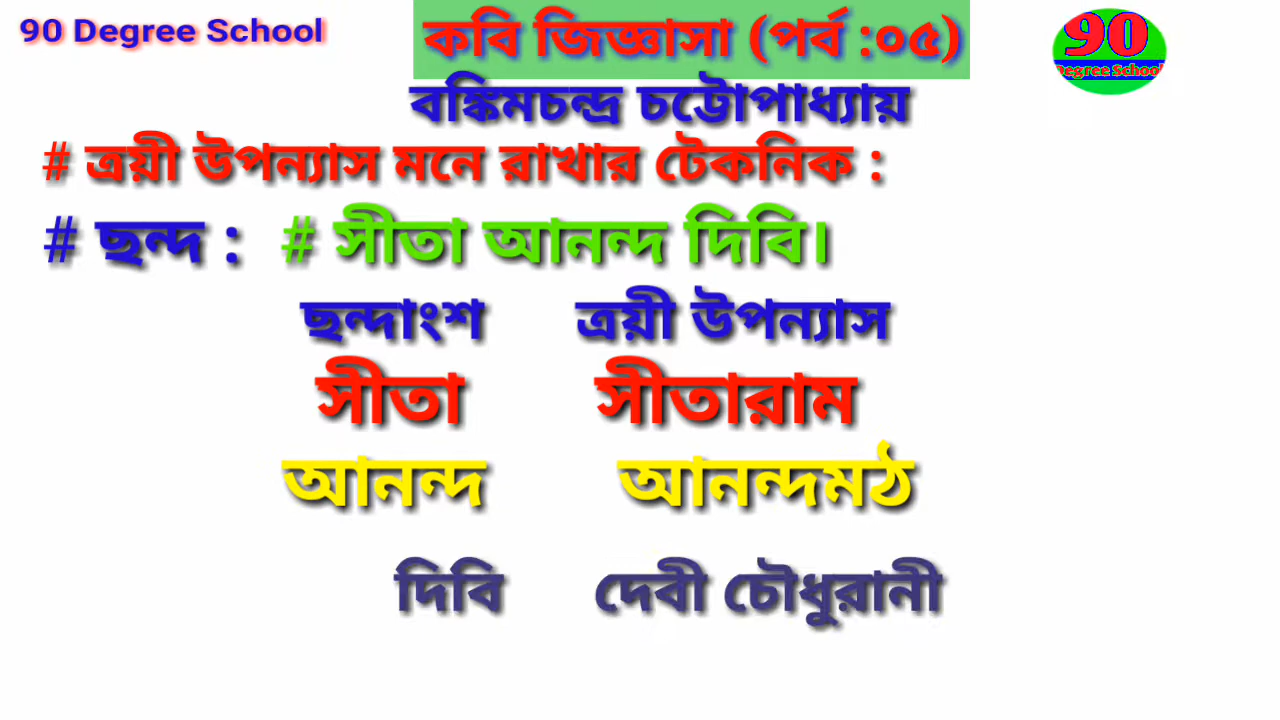 90 Degree School
কবি জিজ্ঞাসা (পর্ব :০৫)
90
Degree School
বঙ্কিমচন্দ্র চট্টোপাধ্যায়
# ত্রয়ী উপন্যাস মনে রাখার টেকনিক :
# ছন্দ : # সীতা আনন্দ দিবি।
ছন্দাংশ ত্রয়ী উপন্যাস
সীতা সীতারাম
আনন্দ আনন্দমঠ
দিবি দেবী চৌধুরানী